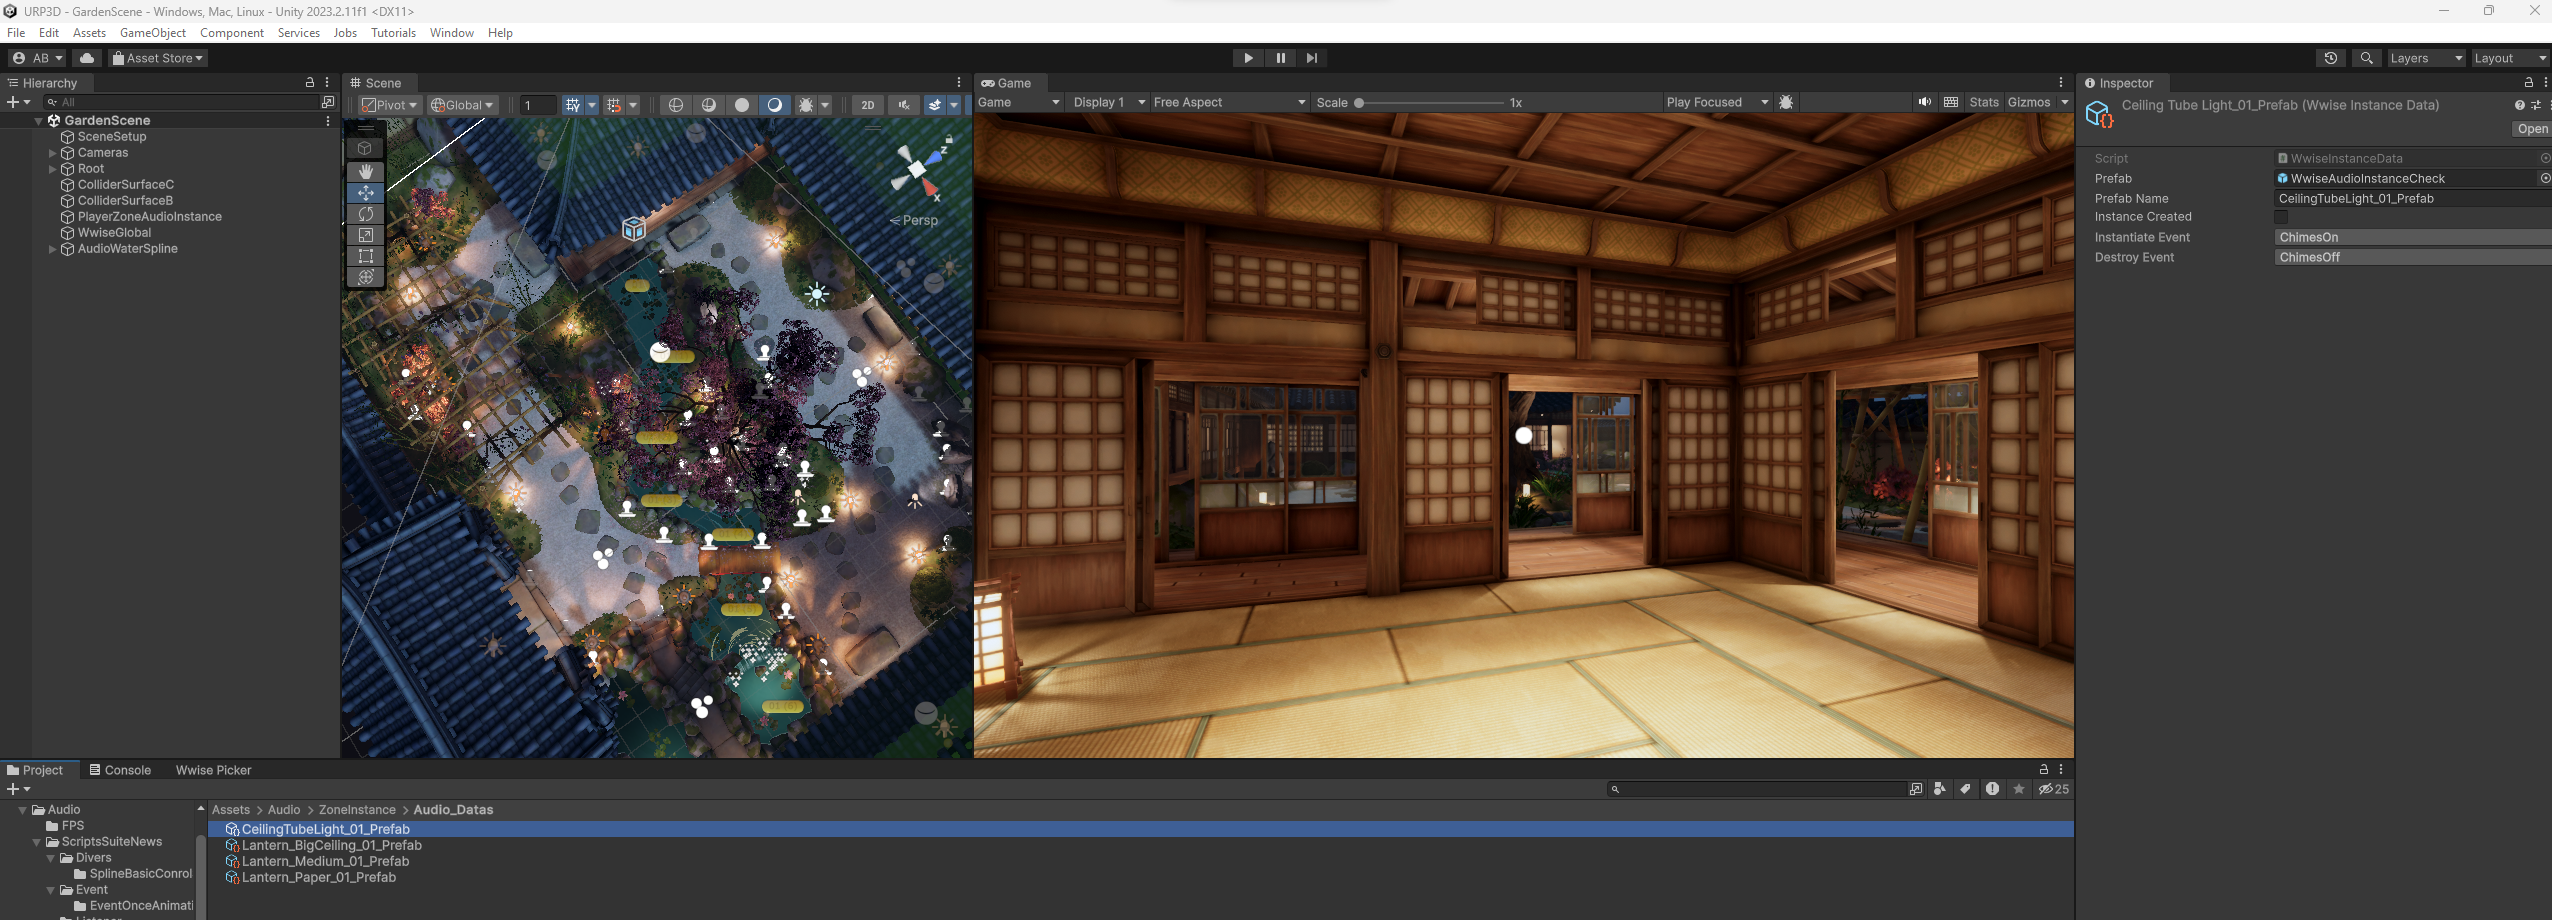 URP3D - GardenScene - Windows, Mac, Linux - Unity 2023.2.11f1 <DX11>
File Edit Assets GameObject Component Services Jobs Tutorials Window Help
AB Asset Store Layers Layout
Hierarchy
All
GardenScene
SceneSetup
Cameras
Root
ColliderSurfaceC
ColliderSurfaceB
PlayerZoneAudioInstance
WwiseGlobal
AudioWaterSpline
Scene
Pivot Global 1 2D
z
x
Persp
01 (5)
01 (6)
Game
Game Display 1 Free Aspect Scale 1x Play Focused Stats Gizmos
Inspector
Ceiling Tube Light_01_Prefab (Wwise Instance Data)
Open
Script WwiseInstanceData
Prefab WwiseAudioInstanceCheck
Prefab Name CeilingTubeLight_01_Prefab
Instance Created
Instantiate Event ChimesOn
Destroy Event ChimesOff
Project Console Wwise Picker
25
Audio
FPS
ScriptsSuiteNews
Divers
SplineBasicConrol
Event
EventOnceAnimati
Assets > Audio > ZoneInstance > Audio_Datas
CeilingTubeLight_01_Prefab
Lantern_BigCeiling_01_Prefab
Lantern_Medium_01_Prefab
Lantern_Paper_01_Prefab